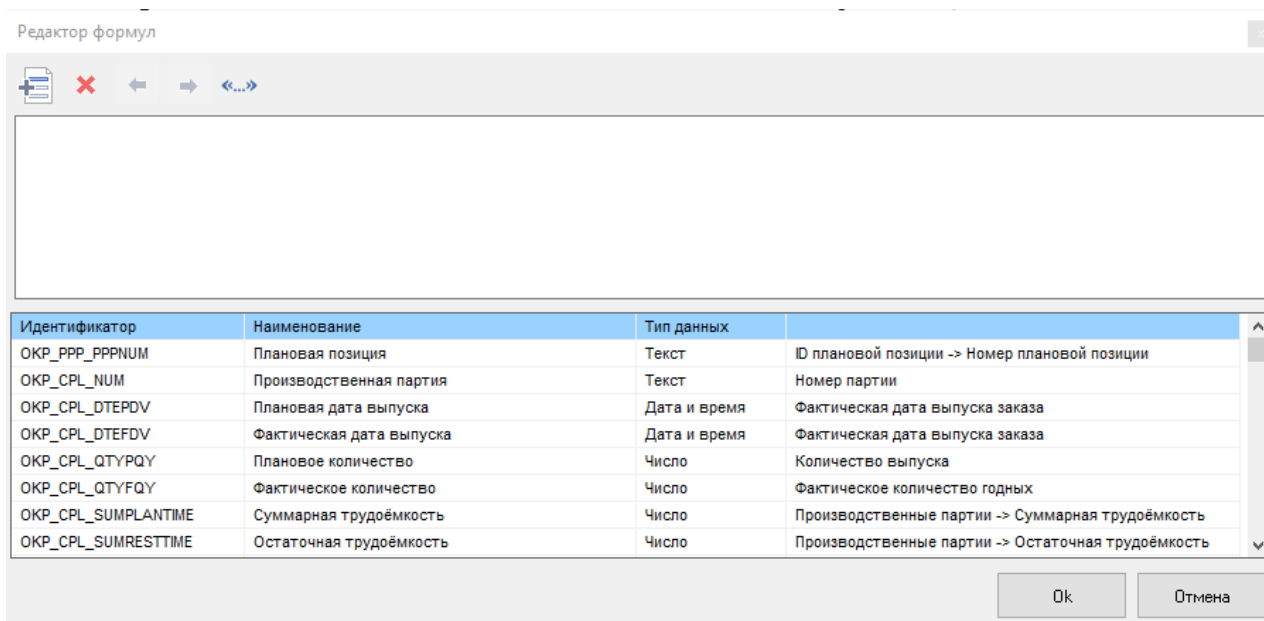 Редактор формул
«...»
Идентификатор Наименование Тип данных
OKP_PPP_PPPNUM Плановая позиция Текст ID плановой позиции -> Номер плановой позиции
OKP_CPL_NUM Производственная партия Текст Номер партии
OKP_CPL_DTEPDV Плановая дата выпуска Дата и время Фактическая дата выпуска заказа
OKP_CPL_DTEFDV Фактическая дата выпуска Дата и время Фактическая дата выпуска заказа
OKP_CPL_QTYPQY Плановое количество Число Количество выпуска
OKP_CPL_QTYFQY Фактическое количество Число Фактическое количество годных
OKP_CPL_SUMPLANTIME Суммарная трудоёмкость Число Производственные партии -> Суммарная трудоёмкость
OKP_CPL_SUMRESTTIME Остаточная трудоёмкость Число Производственные партии -> Остаточная трудоёмкость
Ok Отмена